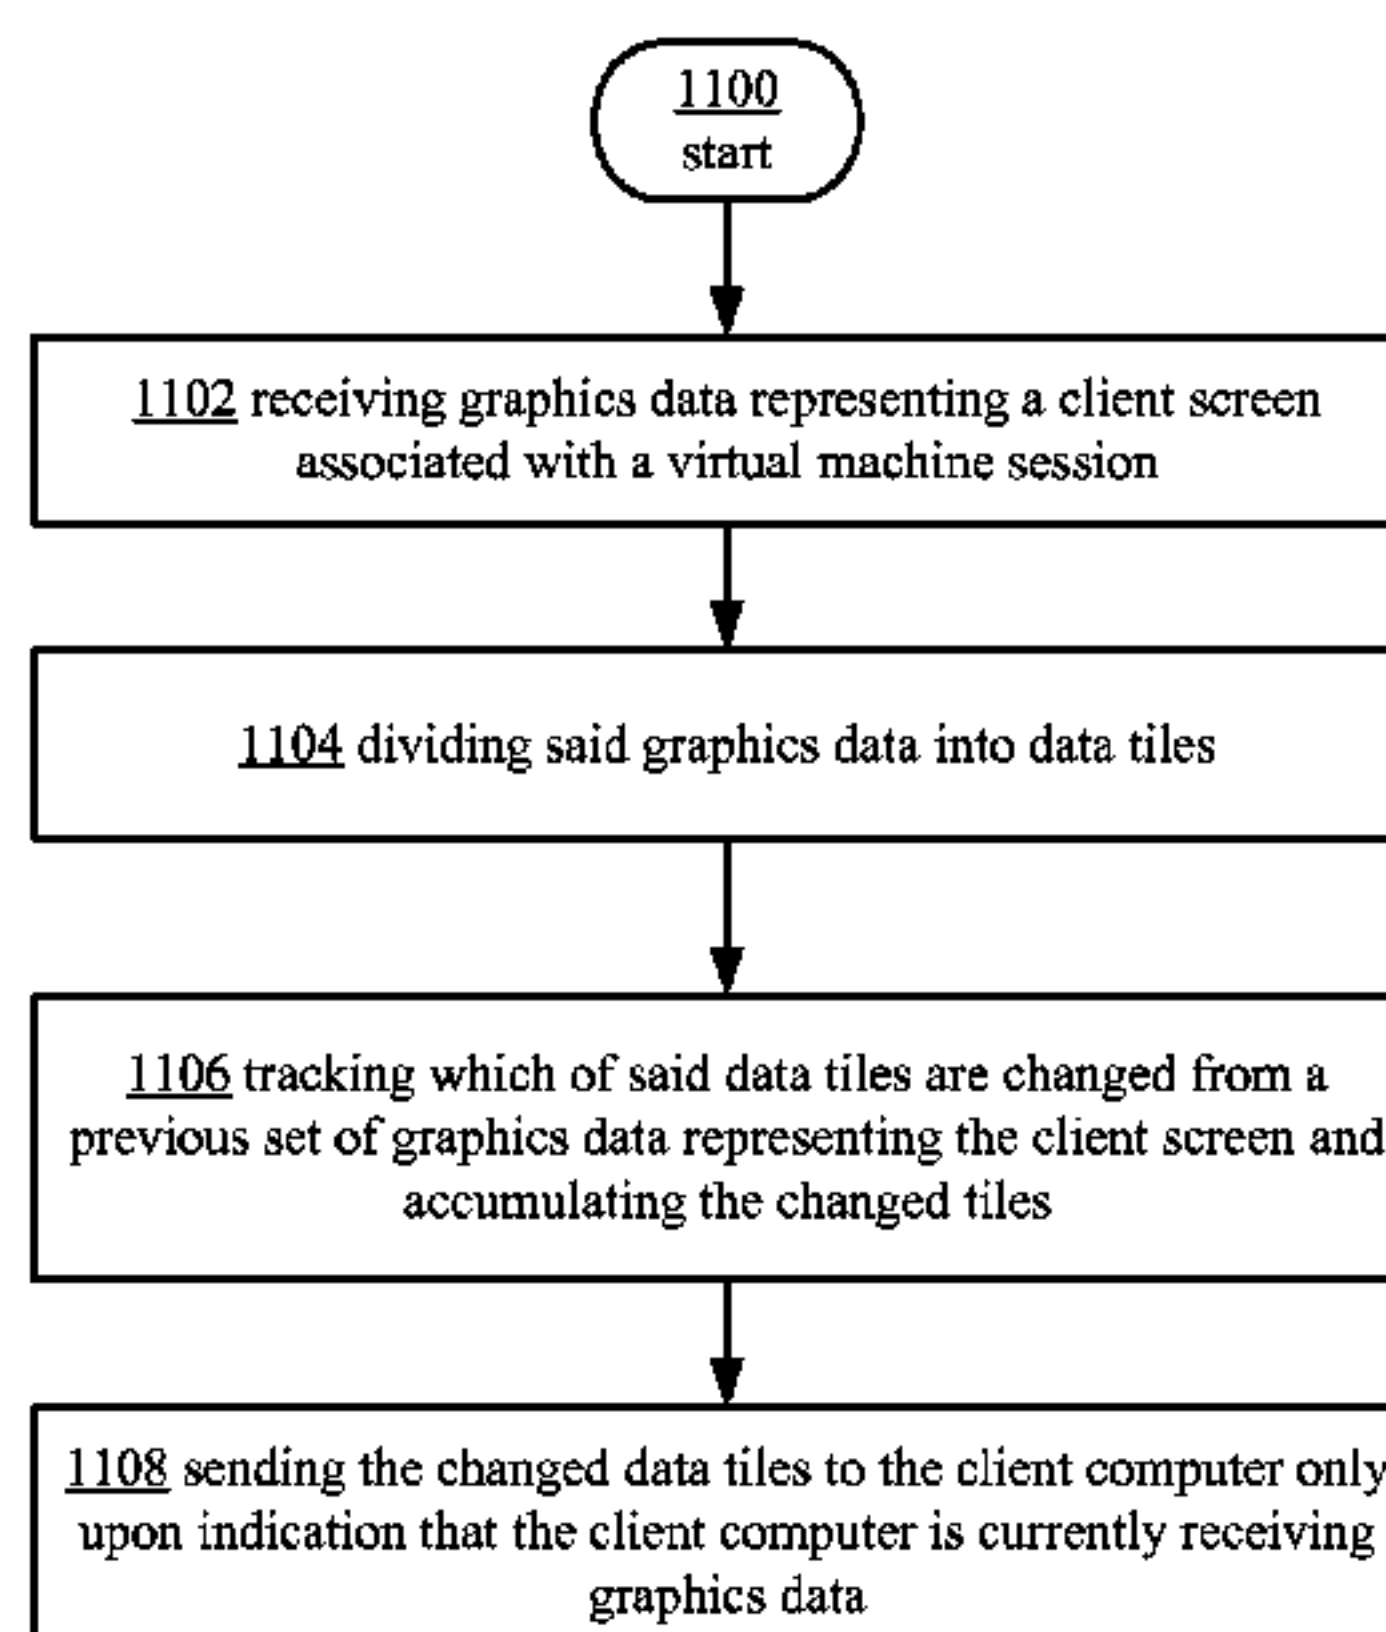 1100
start
1102 receiving graphics data representing a client screen
associated with a virtual machine session
1104 dividing said graphics data into data tiles
1106 tracking which of said data tiles are changed from a
previous set of graphics data representing the client screen and
accumulating the changed tiles
1108 sending the changed data tiles to the client computer only
upon indication that the client computer is currently receiving
graphics data